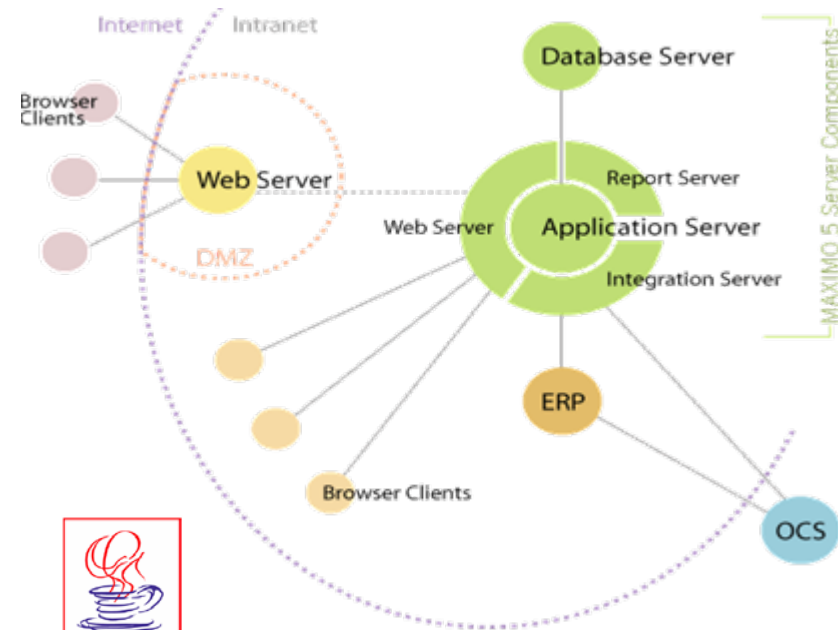 Internet
Intranet
Database Server
Browser
Clients
Web Server
Report Server
Web Server
Application Server
DMZ
Integration Server
MAXIMO 5 Server Components
ERP
Browser Clients
OCS